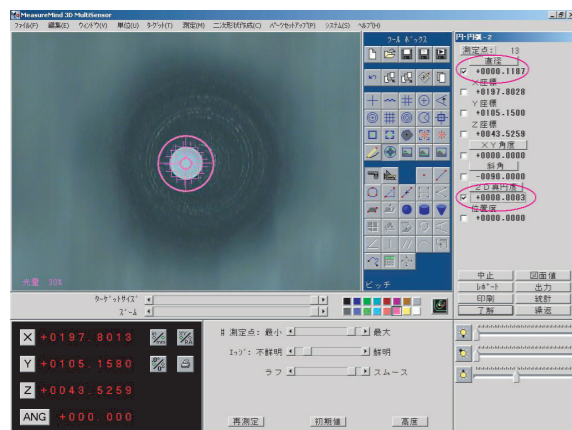 MeasureMind 3D MultiSensor
ファイル(F) 編集(E) ウィンドウ(V) 単位(U) ターゲット(T) 測定(M) 二次形状作成(C) パーツセットアップ(P) システム(S) ヘルプ(H)
光量 30%
ツール ボックス
ピッチ
円-円弧-2
測定点: 13
直径
+0000.1187
X座標
+0197.8028
Y座標
+0105.1500
Z座標
+0043.5259
XY角度
+0000.0000
斜角
-0090.0000
2D真円度
+0000.0003
位置度
+0000.0000
中止 図面値
レポート 出力
印刷 統計
了解 繰返
ターゲットサイズ
ズーム
X +0197.8013
Y +0105.1580
Z +0043.5259
ANG +000.000
# 測定点: 最小 最大
エッジ: 不鮮明 鮮明
ラフ スムース
再測定 初期値 高度